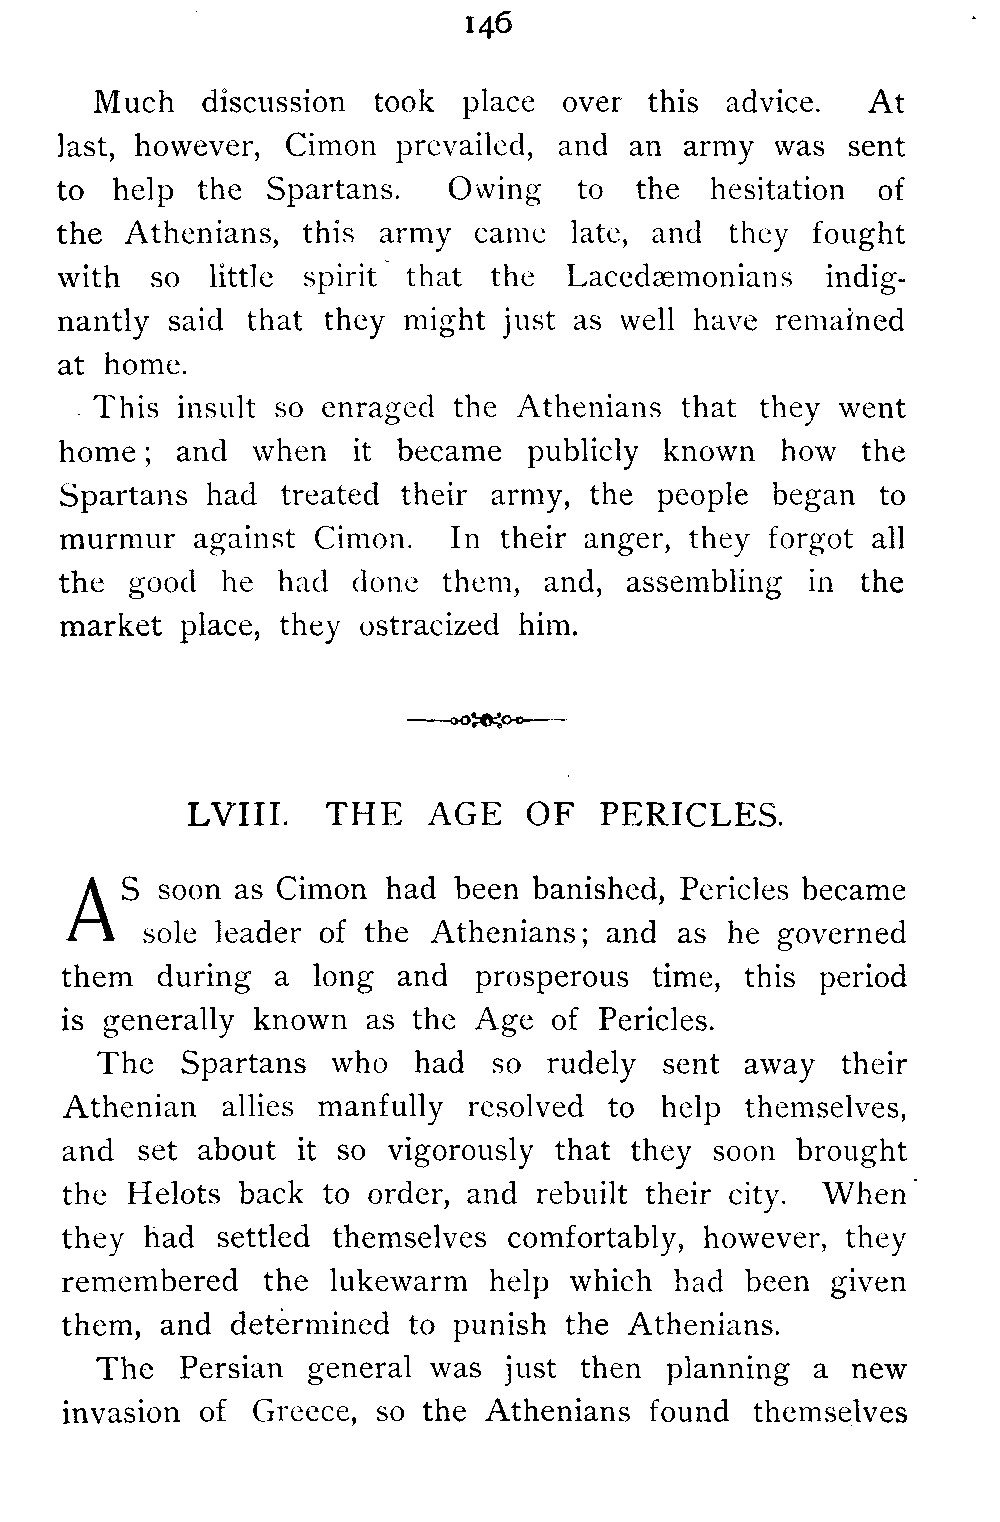 146
Much discussion took place over this advice. At
last, however, Cimon prevailed, and an army was sent
to help the Spartans. Owing to the hesitation of
the Athenians, this army came late, and they fought
with so little spirit that the Lacedæmonians indig-
nantly said that they might just as well have remained
at home.
This insult so enraged the Athenians that they went
home; and when it became publicly known how the
Spartans had treated their army, the people began to
murmur against Cimon. In their anger, they forgot all
the good he had done them, and, assembling in the
market place, they ostracized him.
LVIII. THE AGE OF PERICLES.
AS soon as Cimon had been banished, Pericles became
sole leader of the Athenians; and as he governed
them during a long and prosperous time, this period
is generally known as the Age of Pericles.
The Spartans who had so rudely sent away their
Athenian allies manfully resolved to help themselves,
and set about it so vigorously that they soon brought
the Helots back to order, and rebuilt their city. When
they had settled themselves comfortably, however, they
remembered the lukewarm help which had been given
them, and determined to punish the Athenians.
The Persian general was just then planning a new
invasion of Greece, so the Athenians found themselves